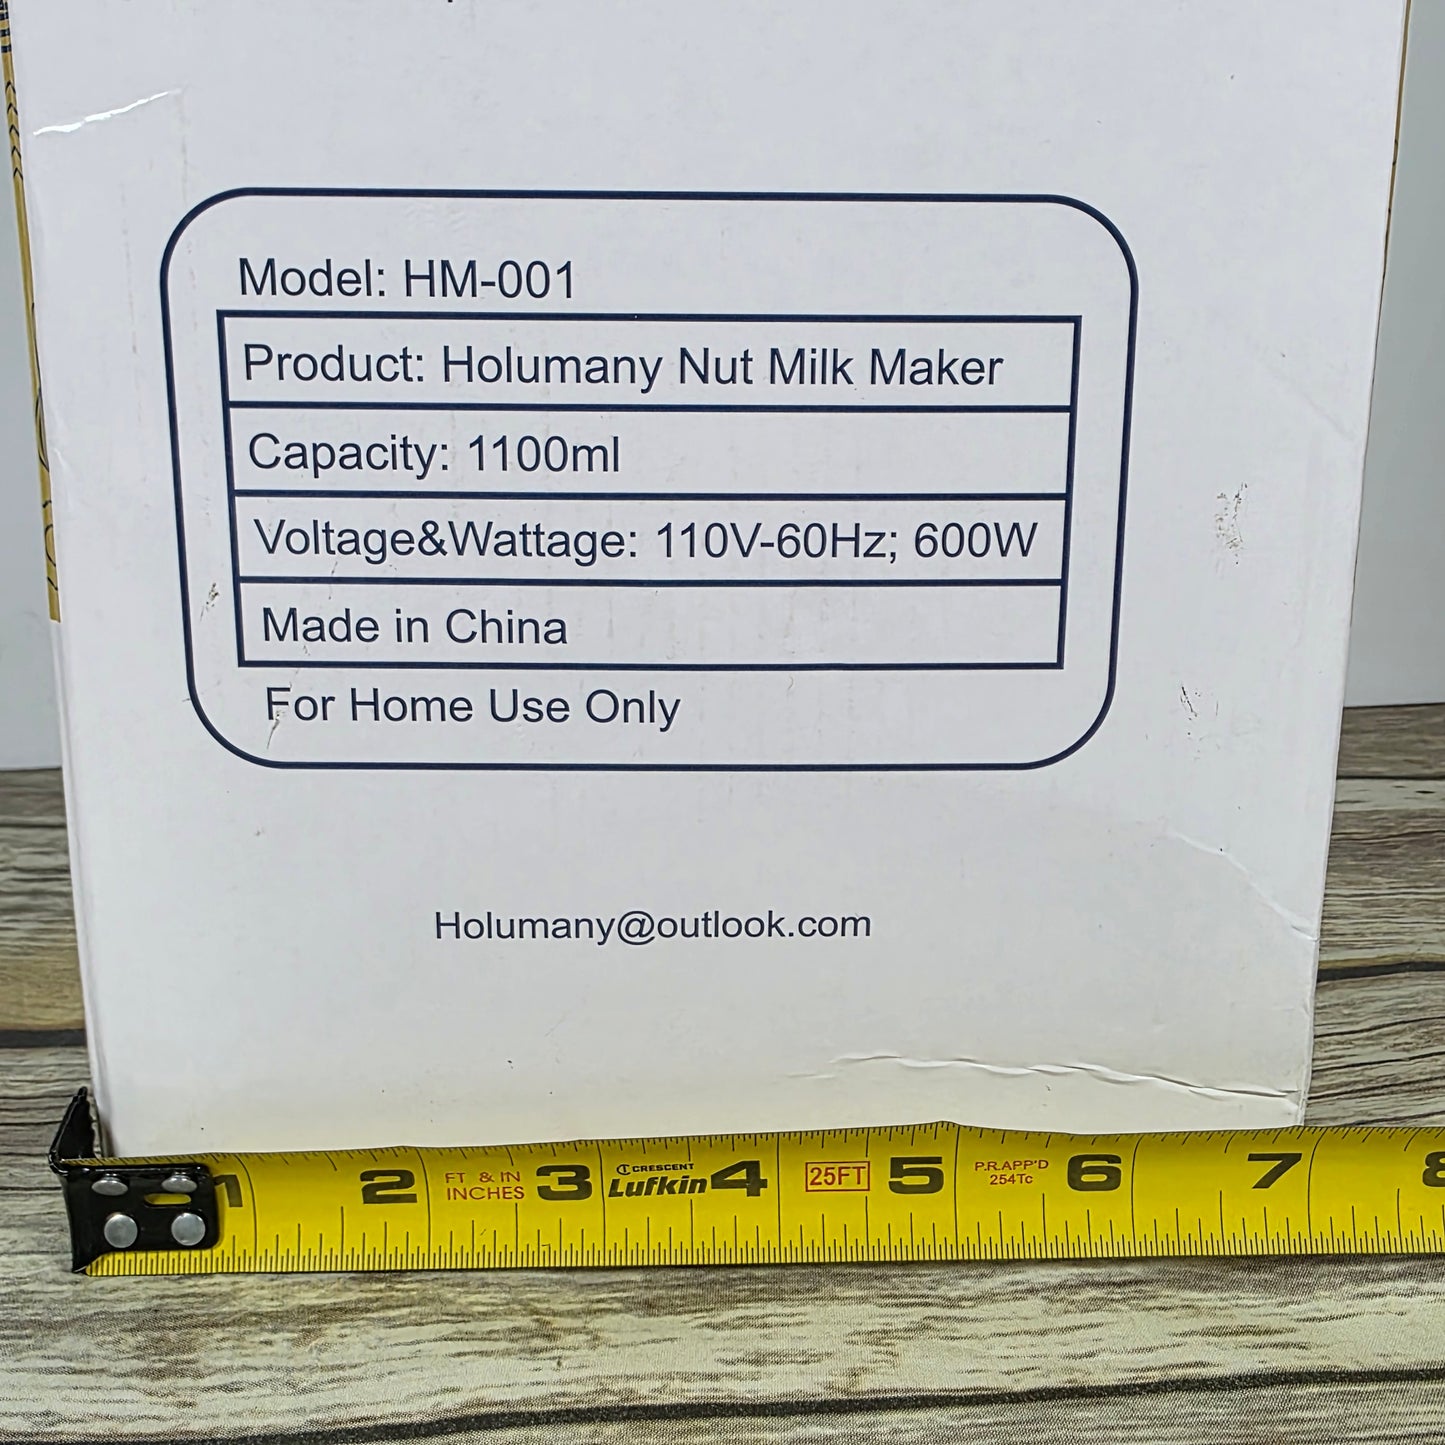 Model: HM-001
Product: Holumany Nut Milk Maker
Capacity: 1100ml
Voltage&Wattage: 110V-60Hz; 600W
Made in China
For Home Use Only
Holumany@outlook.com
1 2 FT & IN 3 CRESCENT 4 25FT 5 P.R.APP'D 6 7 8
INCHES Lufkin 254Tc